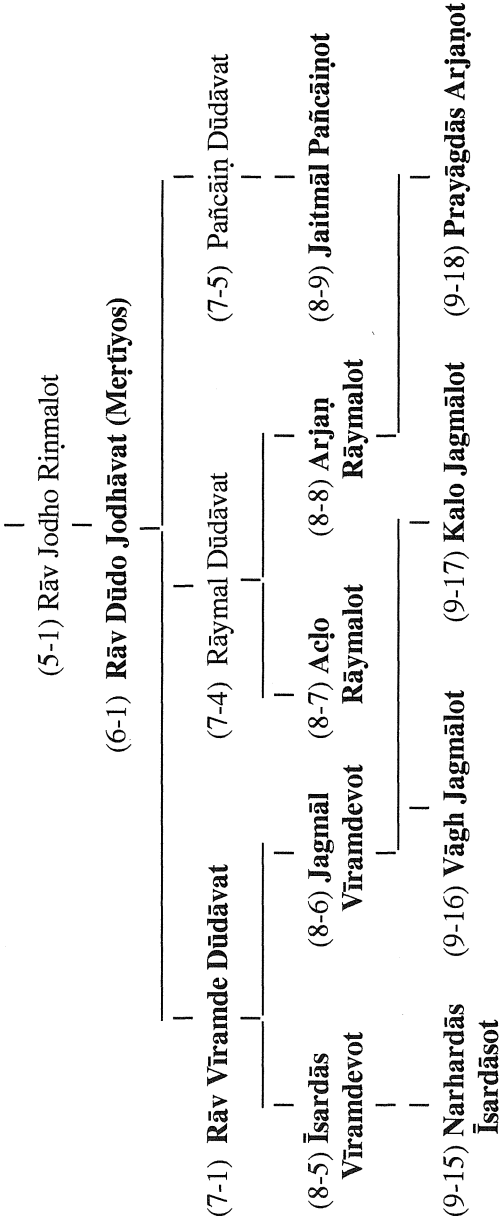 (5-1) Rāv Jodho Riṇmalot
(6-1) Rāv Dūdo Jodhāvat (Meṛtīyos)
(7-1) Rāv Vīramde Dūdāvat
(7-4) Rāymal Dūdāvat
(7-5) Pañcāiṇ Dūdāvat
(8-5) Īsardās
Vīramdevot
(8-6) Jagmāl
Vīramdevot
(8-7) Acḷo
Rāymalot
(8-8) Arjaṇ
Rāymalot
(8-9) Jaitmāl Pañcāiṇot
(9-15) Narhardās
Īsardāsot
(9-16) Vāgh Jagmālot
(9-17) Kalo Jagmālot
(9-18) Prayāgdās Arjaṇot